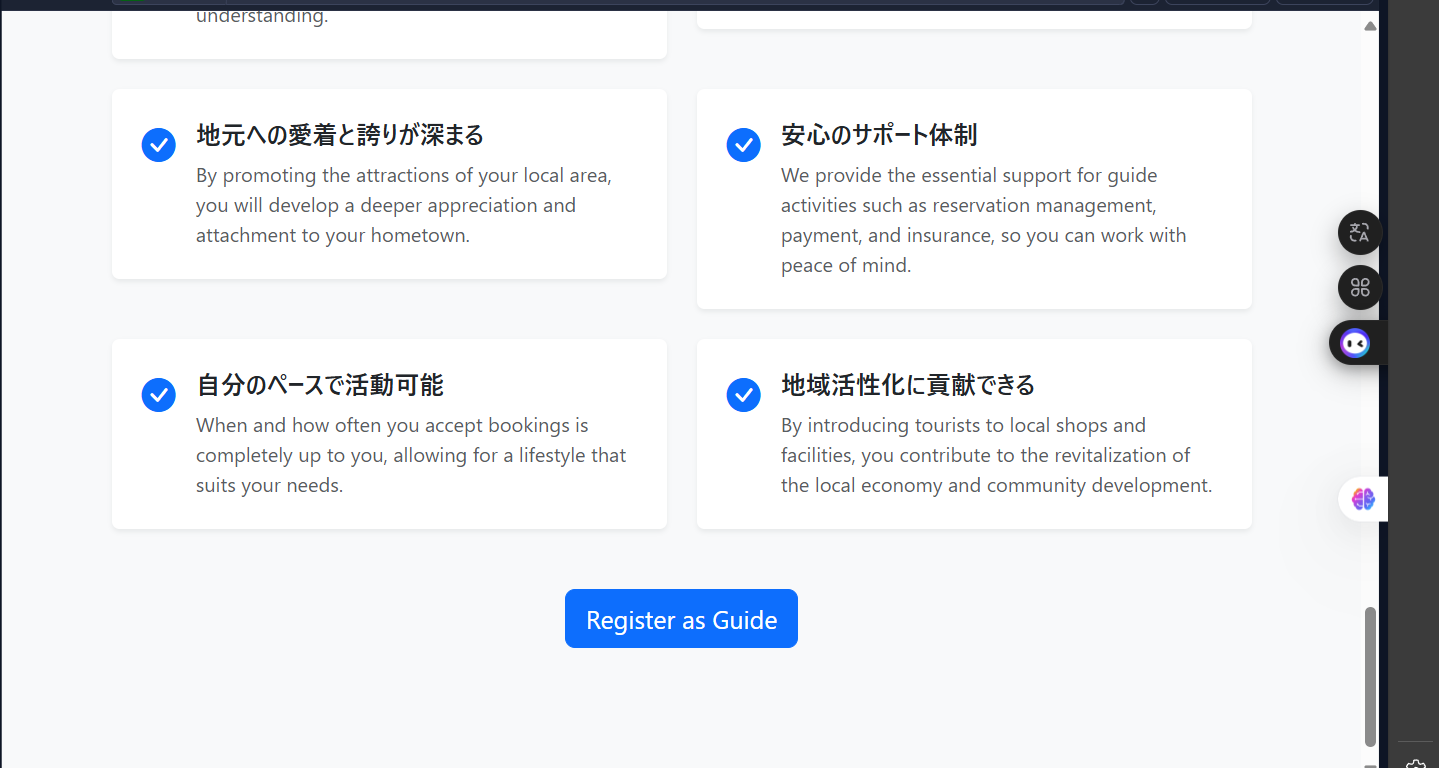 understanding.
地元への愛着と誇りが深まる
By promoting the attractions of your local area,
you will develop a deeper appreciation and
attachment to your hometown.
安心のサポート体制
We provide the essential support for guide
activities such as reservation management,
payment, and insurance, so you can work with
peace of mind.
自分のペースで活動可能
When and how often you accept bookings is
completely up to you, allowing for a lifestyle that
suits your needs.
地域活性化に貢献できる
By introducing tourists to local shops and
facilities, you contribute to the revitalization of
the local economy and community development.
Register as Guide